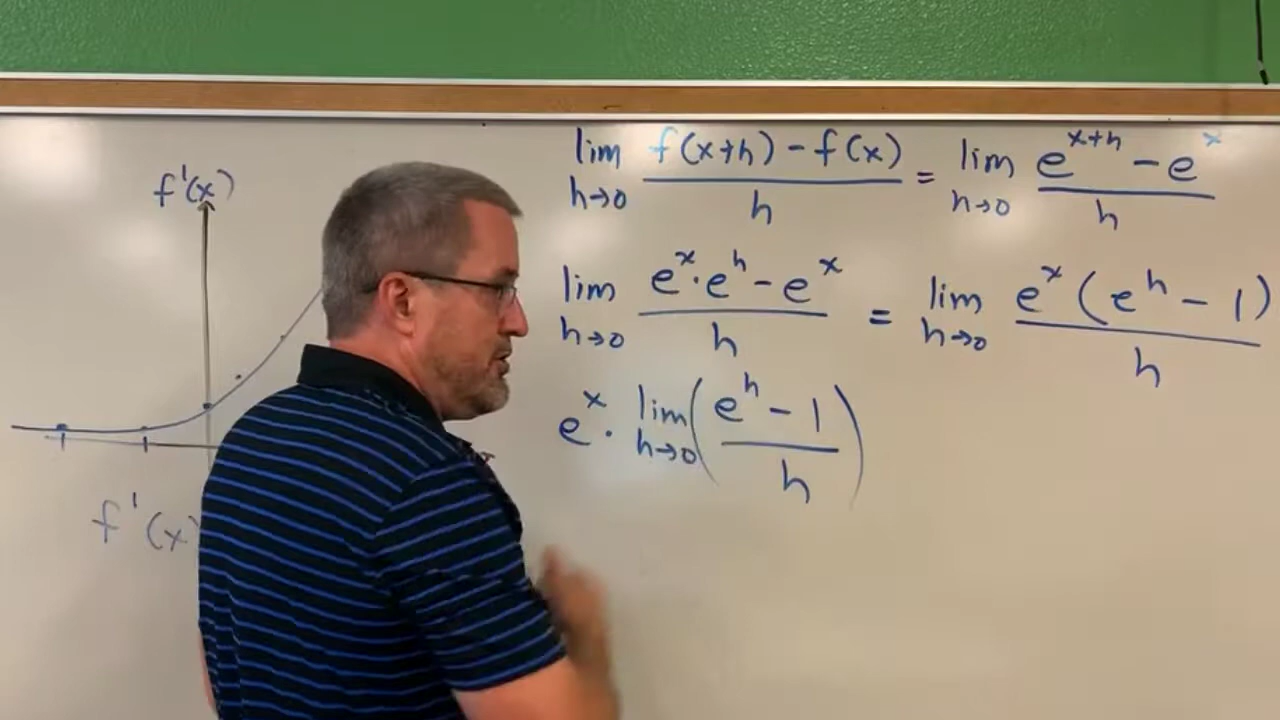 f'(x)
lim h→0 f(x+h) - f(x) / h = lim h→0 e^(x+h) - e^x / h
lim h→0 e^x · e^h - e^x / h = lim h→0 e^x (e^h - 1) / h
e^x · lim h→0 (e^h - 1 / h)
f'(x)